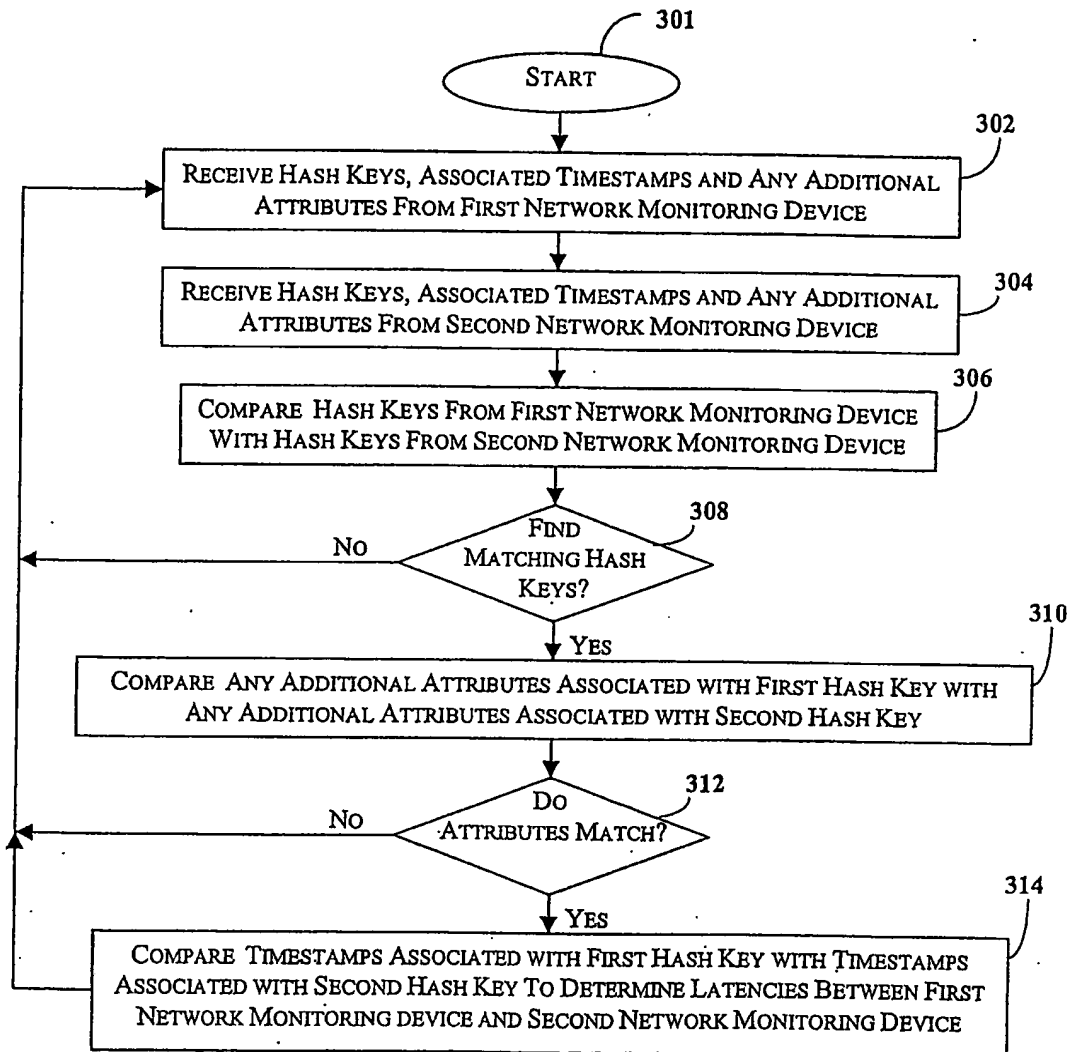 301
START
302
RECEIVE HASH KEYS, ASSOCIATED TIMESTAMPS AND ANY ADDITIONAL
ATTRIBUTES FROM FIRST NETWORK MONITORING DEVICE
304
RECEIVE HASH KEYS, ASSOCIATED TIMESTAMPS AND ANY ADDITIONAL
ATTRIBUTES FROM SECOND NETWORK MONITORING DEVICE
306
COMPARE HASH KEYS FROM FIRST NETWORK MONITORING DEVICE
WITH HASH KEYS FROM SECOND NETWORK MONITORING DEVICE
308
FIND
MATCHING HASH
KEYS?
NO
YES
310
COMPARE ANY ADDITIONAL ATTRIBUTES ASSOCIATED WITH FIRST HASH KEY WITH
ANY ADDITIONAL ATTRIBUTES ASSOCIATED WITH SECOND HASH KEY
312
DO
ATTRIBUTES MATCH?
NO
YES
314
COMPARE TIMESTAMPS ASSOCIATED WITH FIRST HASH KEY WITH TIMESTAMPS
ASSOCIATED WITH SECOND HASH KEY TO DETERMINE LATENCIES BETWEEN FIRST
NETWORK MONITORING DEVICE AND SECOND NETWORK MONITORING DEVICE